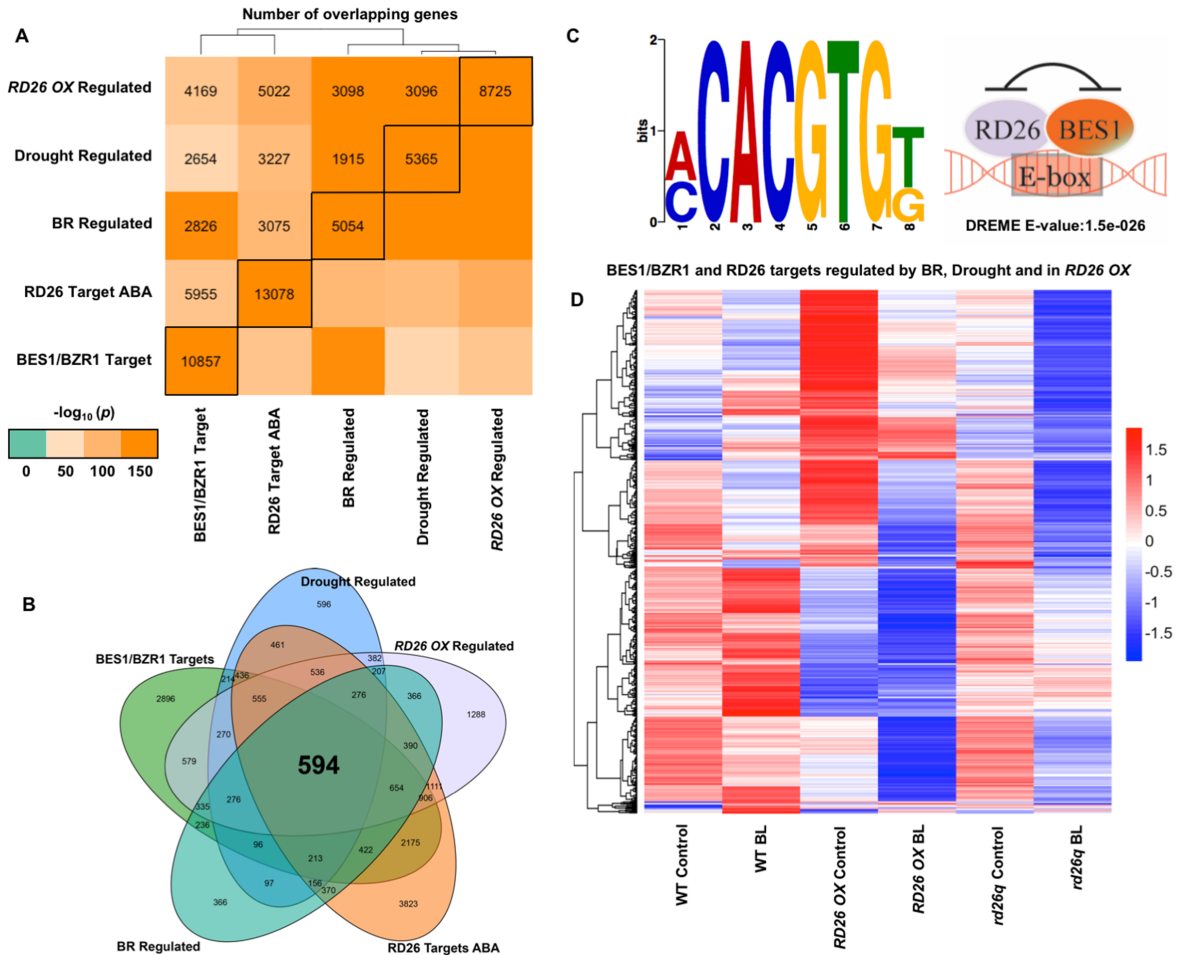 A
Number of overlapping genes
RD26 OX Regulated
4169 5022 3098 3096 8725
Drought Regulated
2654 3227 1915 5365
BR Regulated
2826 3075 5054
RD26 Target ABA
5955 13078
BES1/BZR1 Target
10857
-log10 (p)
0 50 100 150
BES1/BZR1 Target
RD26 Target ABA
BR Regulated
Drought Regulated
RD26 OX Regulated
B
Drought Regulated
596
RD26 OX Regulated
461
382
BES1/BZR1 Targets
536
207
214
436
2896
555
276
366
1288
270
390
579
594
654
1111
906
335
276
236
96
213
422
2175
97
156
370
366
3823
BR Regulated
RD26 Targets ABA
C
2
bits
1
0
A C C A C G T G T G
1 2 3 4 5 6 7 8
RD26 BES1
E-box
DREME E-value:1.5e-026
BES1/BZR1 and RD26 targets regulated by BR, Drought and in RD26 OX
D
1.5
1
0.5
0
-0.5
-1
-1.5
WT Control
WT BL
RD26 OX Control
RD26 OX BL
rd26q Control
rd26q BL